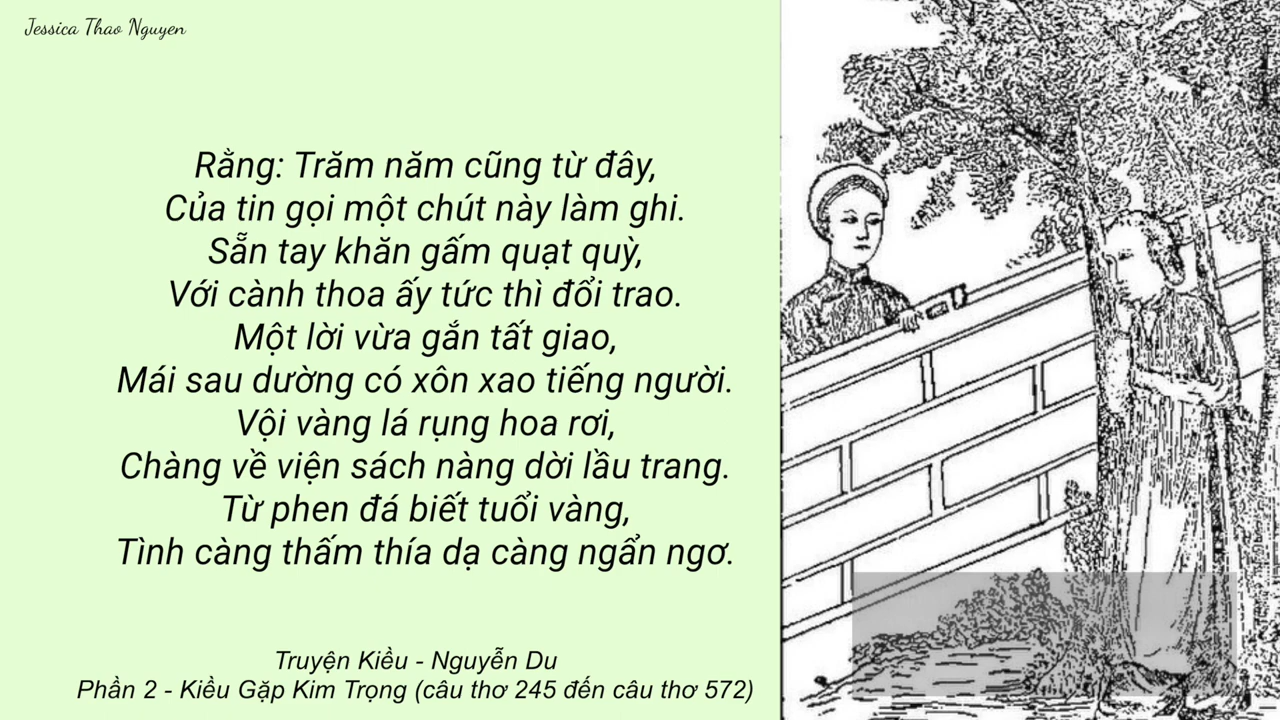 Jessica Thao Nguyen
Rằng: Trăm năm cũng từ đây,
Của tin gọi một chút này làm ghi.
Sẵn tay khăn gấm quạt quỳ,
Với cành thoa ấy tức thì đổi trao.
Một lời vừa gắn tất giao,
Mái sau dường có xôn xao tiếng người.
Vội vàng lá rụng hoa rơi,
Chàng về viện sách nàng dời lầu trang.
Từ phen đá biết tuổi vàng,
Tình càng thấm thía dạ càng ngẩn ngơ.
Truyện Kiều - Nguyễn Du
Phần 2 - Kiều Gặp Kim Trọng (câu thơ 245 đến câu thơ 572)